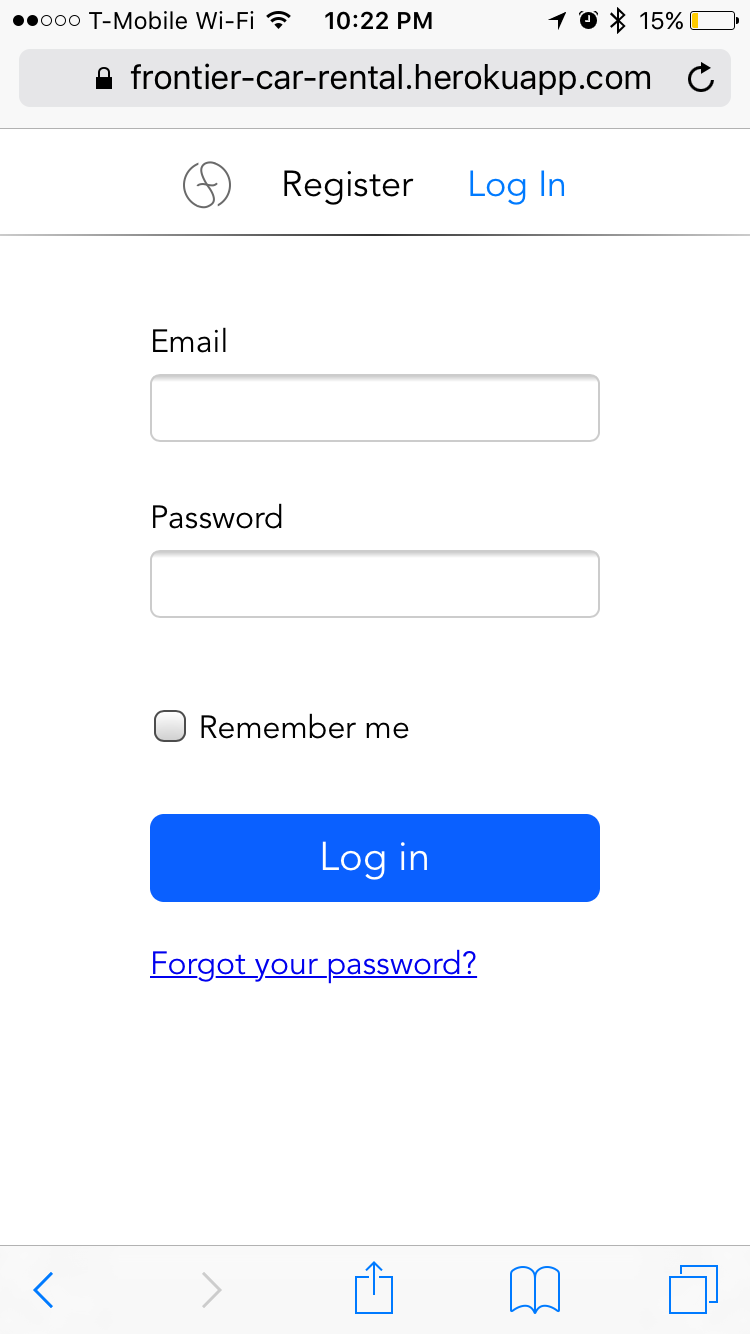 T-Mobile Wi-Fi 10:22 PM 15%
frontier-car-rental.herokuapp.com
Register Log In
Email
Password
Remember me
Log in
Forgot your password?